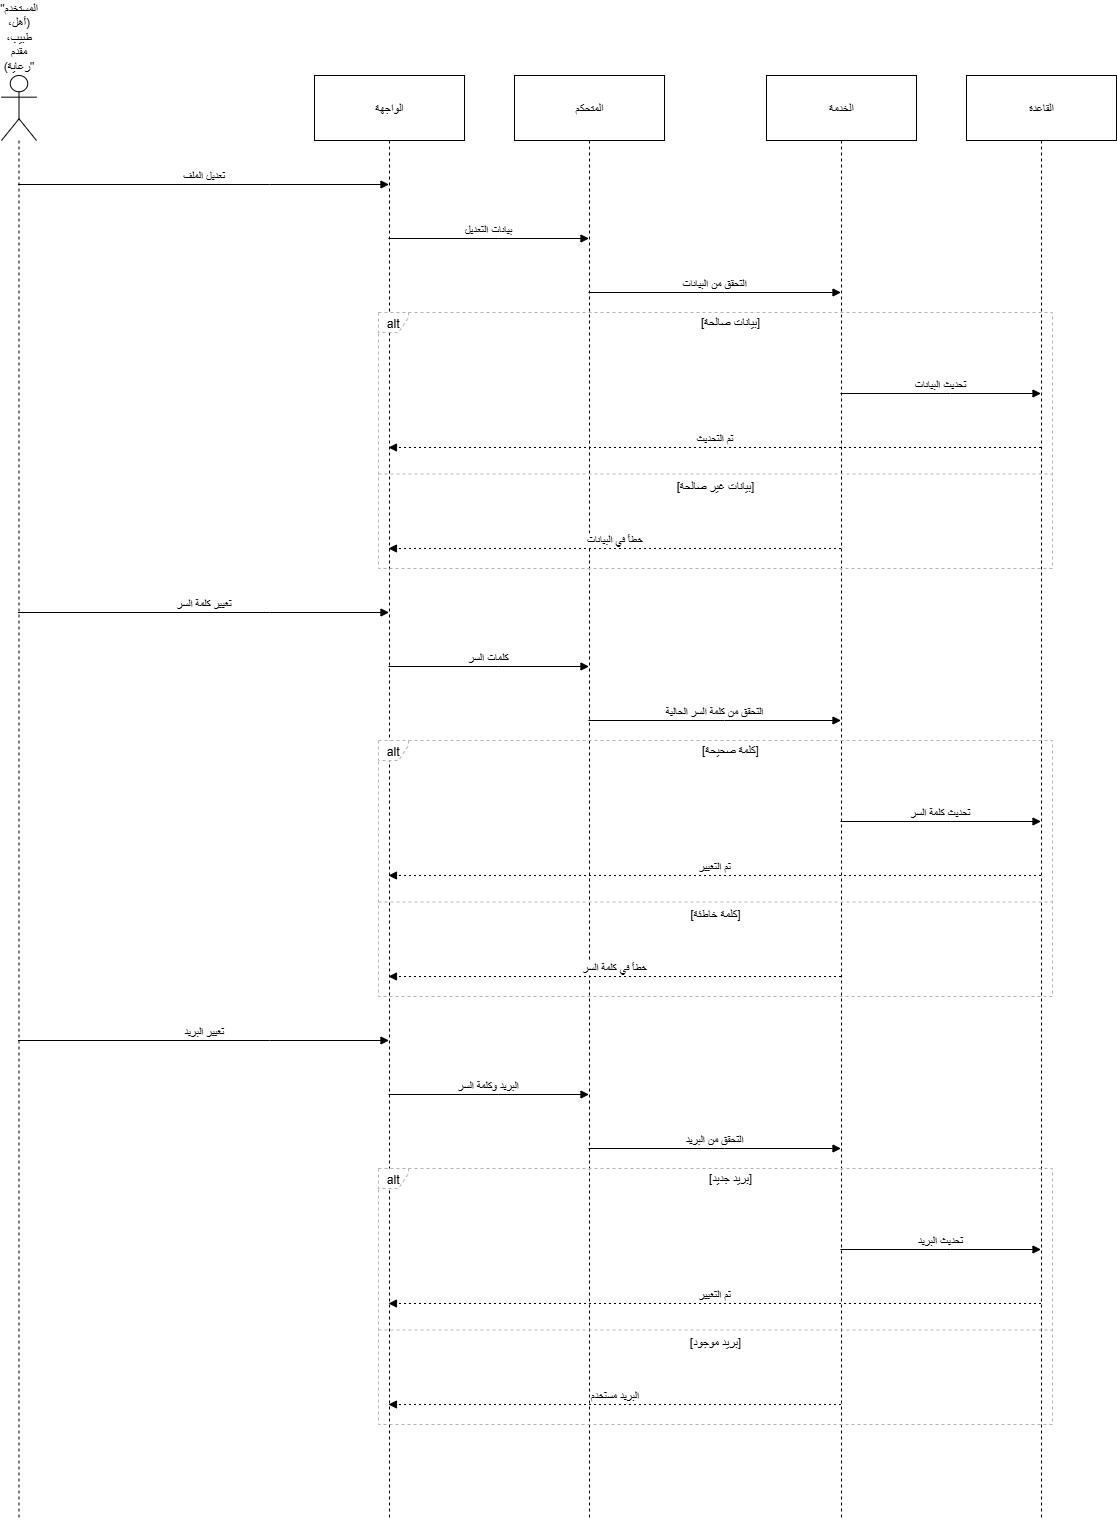 "المستخدم
(أهل،
طبيب،
مقدم
رعاية)"
الواجهة
المتحكم
الخدمة
القاعدة
تعديل الملف
بيانات التعديل
التحقق من البيانات
alt
[بيانات صالحة]
تحديث البيانات
تم التحديث
[بيانات غير صالحة]
خطأ في البيانات
تغيير كلمة السر
كلمات السر
التحقق من كلمة السر الحالية
alt
[كلمة صحيحة]
تحديث كلمة السر
تم التغيير
[كلمة خاطئة]
خطأ في كلمة السر
تغيير البريد
البريد وكلمة السر
التحقق من البريد
alt
[بريد جديد]
تحديث البريد
تم التغيير
[بريد موجود]
البريد مستخدم